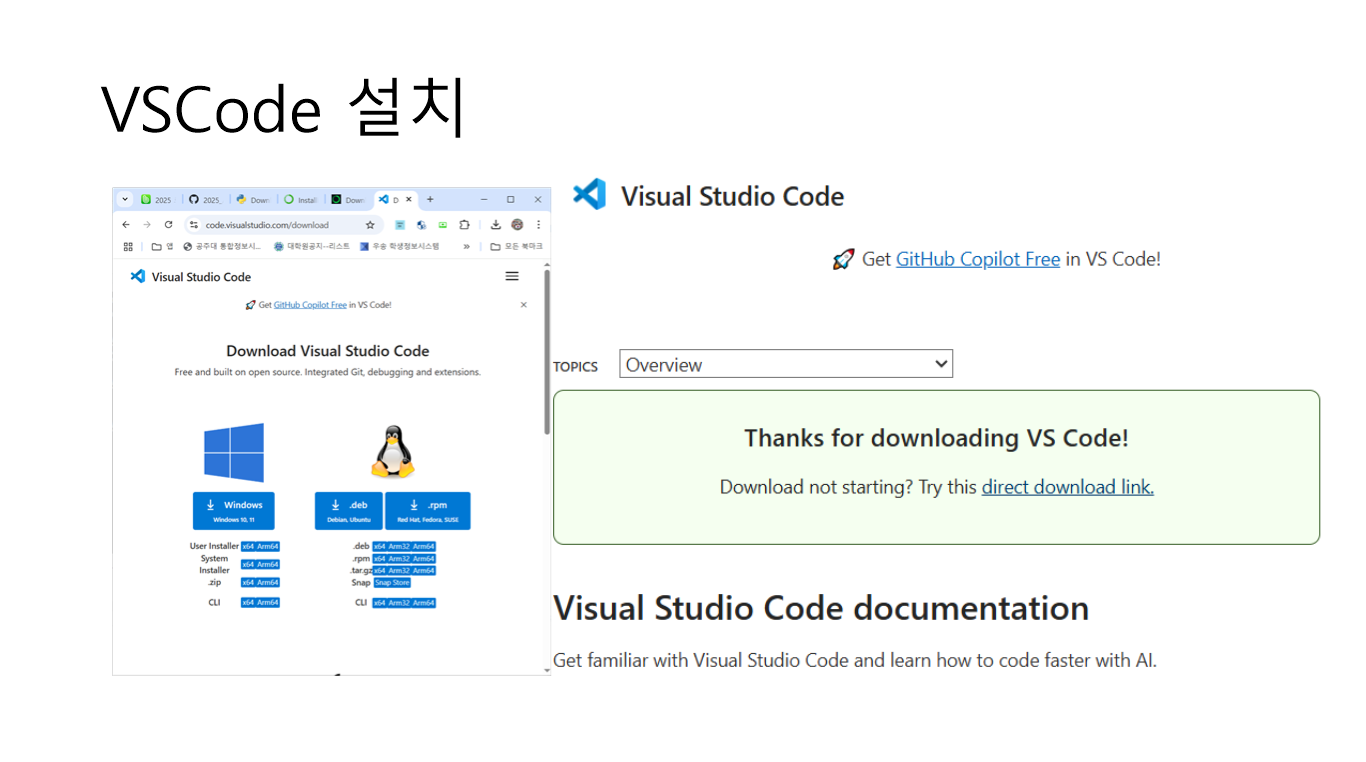 VSCode 설치
2025
2025_
Down
Install
Down
D
code.visualstudio.com/download
앱
공주대 통합정보시...
대학원공지--리스트
우송 학생정보시스템
»
모든 북마크
Visual Studio Code
Get GitHub Copilot Free in VS Code!
Download Visual Studio Code
Free and built on open source. Integrated Git, debugging and extensions.
Windows
Windows 10, 11
.deb
Debian, Ubuntu
.rpm
Red Hat, Fedora, SUSE
User Installer x64 Arm64
System
Installer x64 Arm64
.zip x64 Arm64
CLI x64 Arm64
.deb x64 Arm32 Arm64
.rpm x64 Arm32 Arm64
.tar.gz x64 Arm32 Arm64
Snap Snap Store
CLI x64 Arm32 Arm64
Visual Studio Code
Get GitHub Copilot Free in VS Code!
TOPICS Overview
Thanks for downloading VS Code!
Download not starting? Try this direct download link.
Visual Studio Code documentation
Get familiar with Visual Studio Code and learn how to code faster with AI.